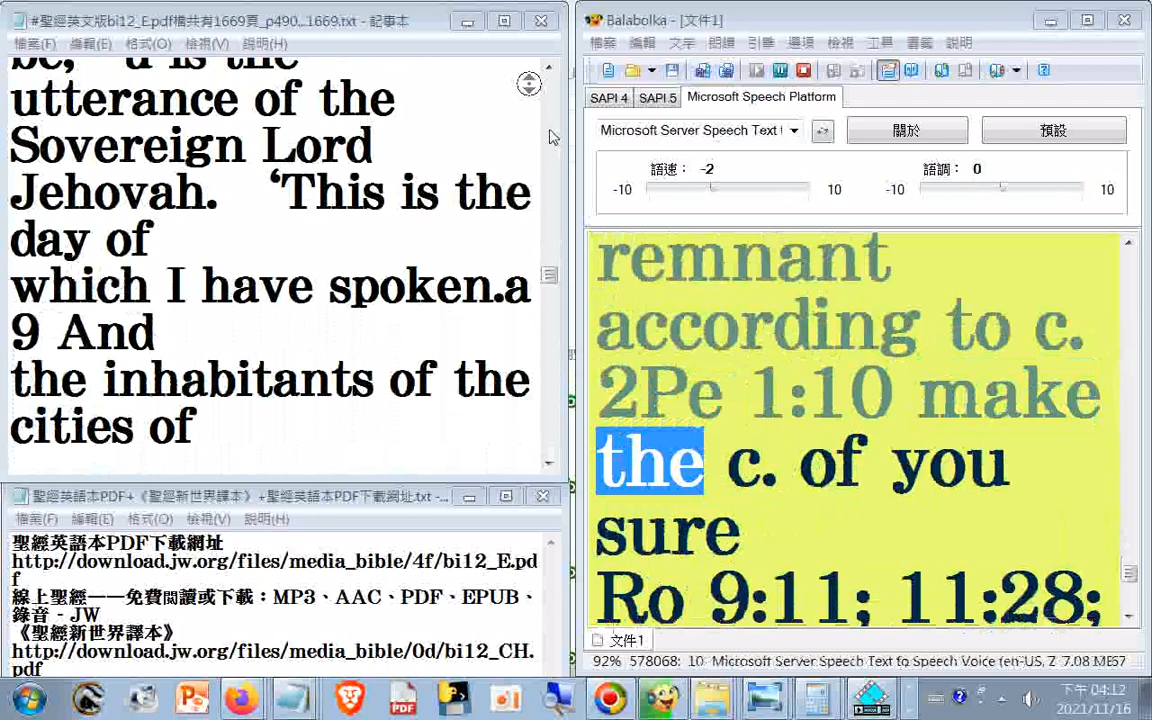 #聖經英文版bi12_E.pdf檔共有1669頁_p490,..1669.txt - 記事本
檔案(F) 編輯(E) 格式(O) 檢視(V) 說明(H)
utterance of the
Sovereign Lord
Jehovah. ‘This is the
day of
which I have spoken.a
9 And
the inhabitants of the
cities of
聖經英語本PDF+《聖經新世界譯本》+聖經英語本PDF下載網址.txt -...
檔案(F) 編輯(E) 格式(O) 檢視(V) 說明(H)
聖經英語本PDF下載網址
http://download.jw.org/files/media_bible/4f/bi12_E.pd
f
線上聖經——免費閱讀或下載：MP3、AAC、PDF、EPUB、
錄音 - JW
《聖經新世界譯本》
http://download.jw.org/files/media_bible/0d/bi12_CH.
pdf
Balabolka - [文件1]
檔案 編輯 文字 朗讀 引擎 選項 檢視 工具 書籤 說明
SAPI 4 SAPI 5 Microsoft Speech Platform
Microsoft Server Speech Text 關於 預設
語速： -2 語調： 0
-10 10 -10 10
remnant
according to c.
2Pe 1:10 make
the c. of you
sure
Ro 9:11; 11:28;
文件1
92% 578068: 10 Microsoft Server Speech Text to Speech Voice (en-US, Z 7.08 МБ
下午 04:12
2021/11/16